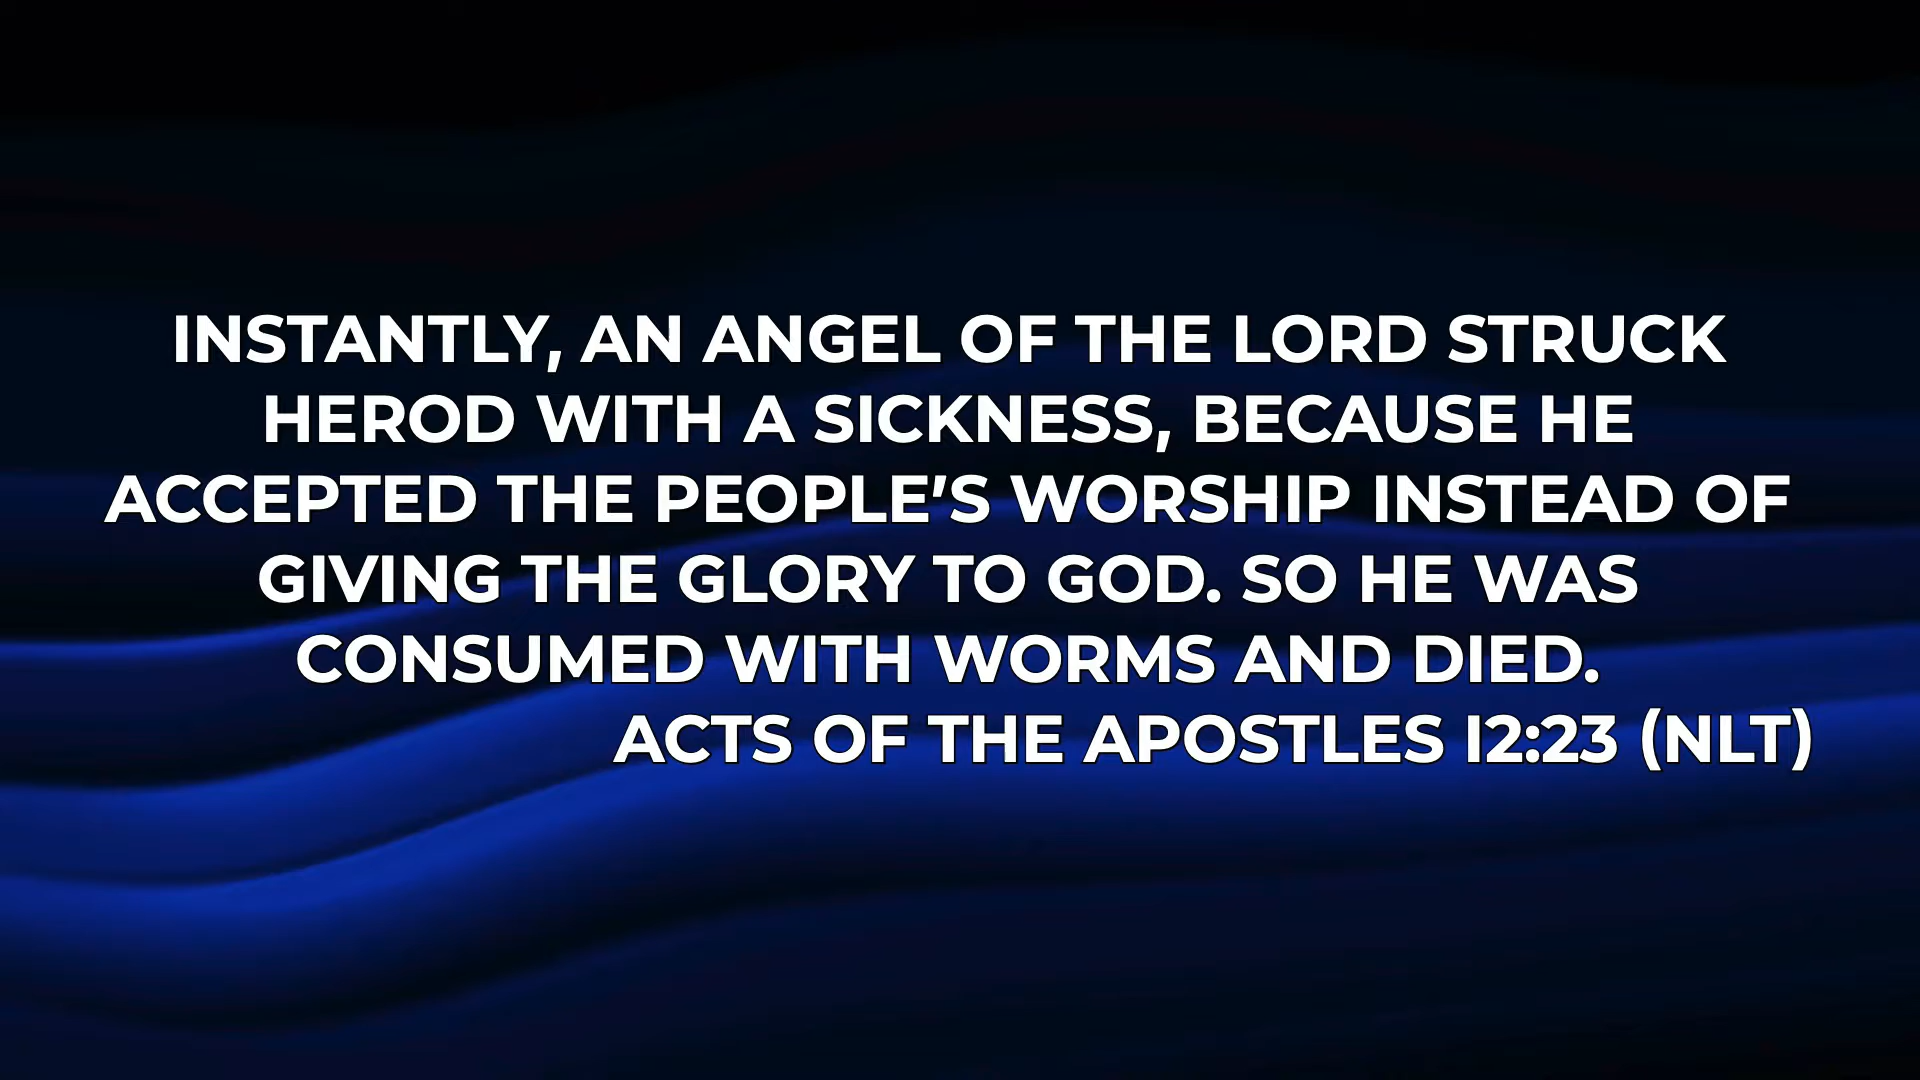 INSTANTLY, AN ANGEL OF THE LORD STRUCK
HEROD WITH A SICKNESS, BECAUSE HE
ACCEPTED THE PEOPLE'S WORSHIP INSTEAD OF
GIVING THE GLORY TO GOD. SO HE WAS
CONSUMED WITH WORMS AND DIED.
ACTS OF THE APOSTLES 12:23 (NLT)